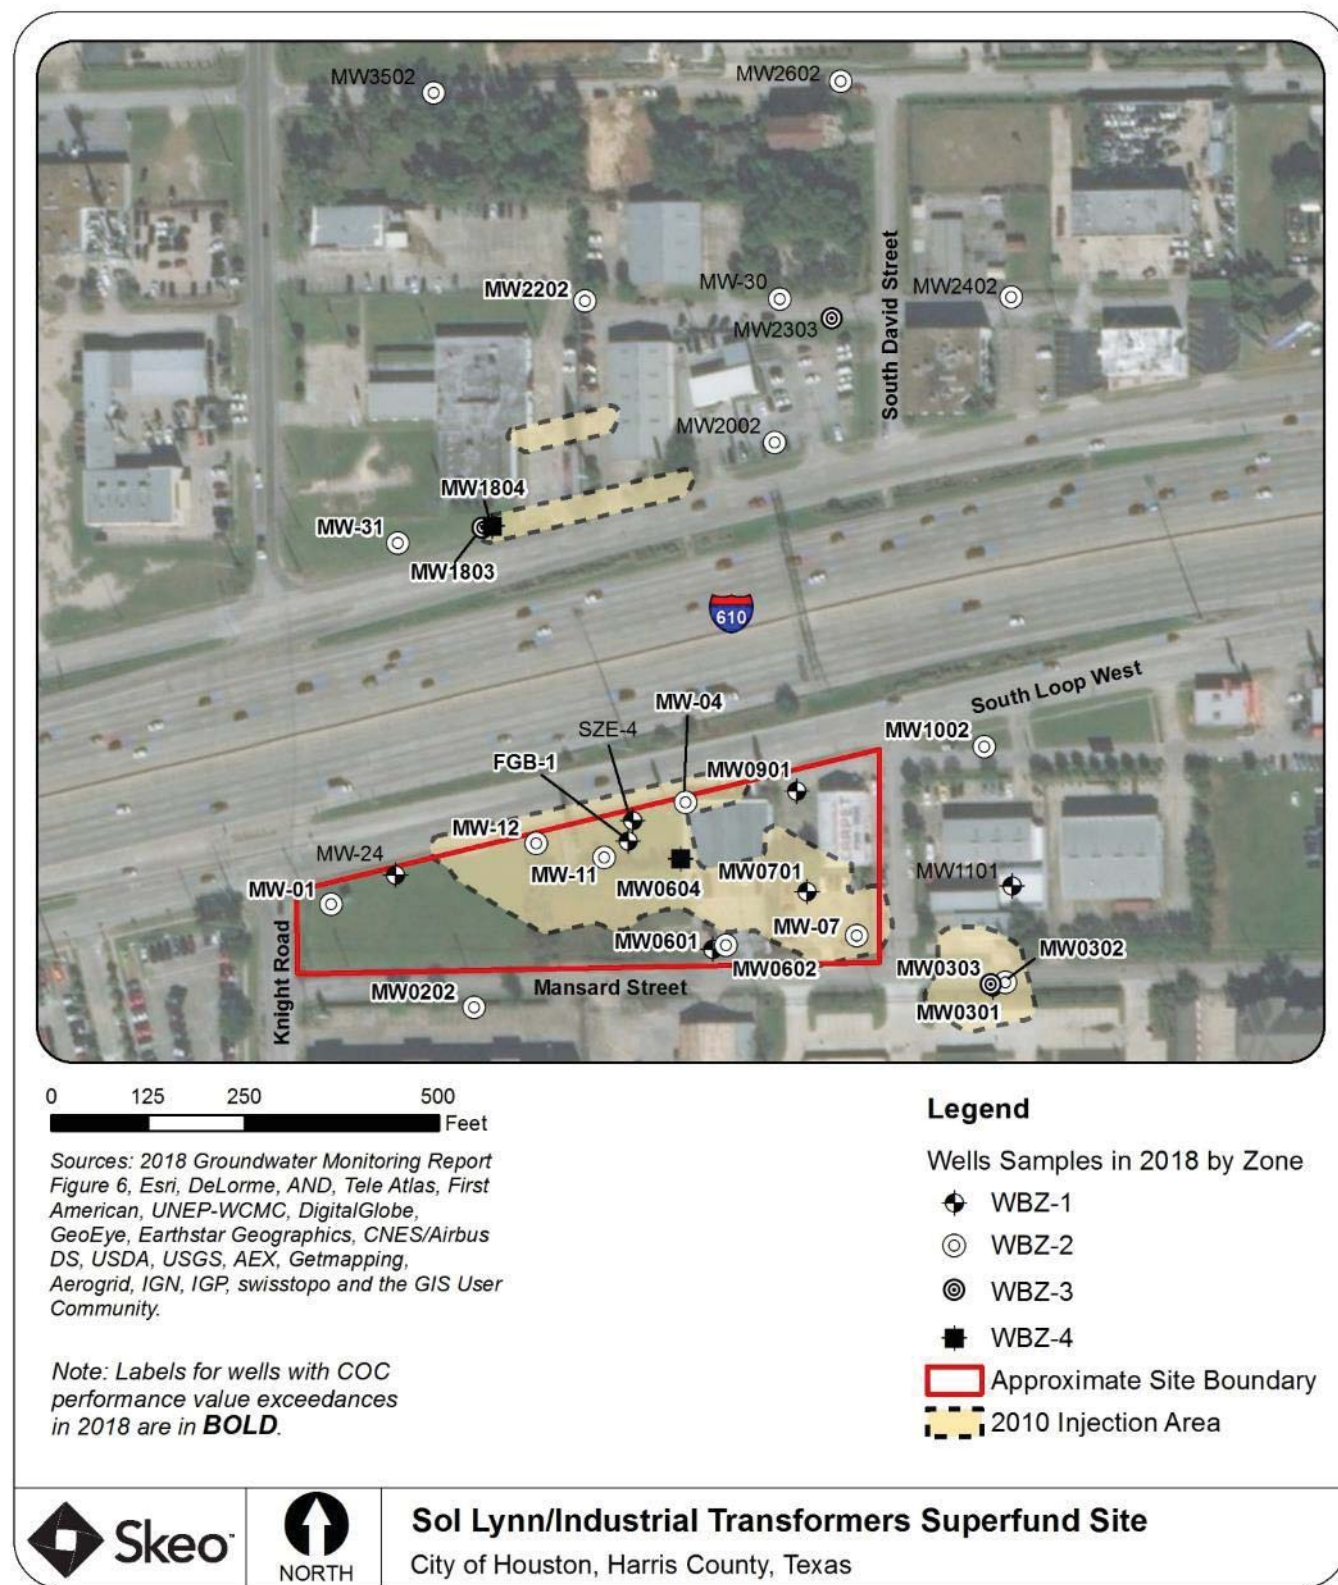 MW3502
MW2602
South David Street
MW2202
MW-30
MW2402
MW2303
MW2002
MW1804
MW-31
MW1803
610
South Loop West
MW-04
SZE-4
MW1002
FGB-1
MW0901
CARPET
MW-12
MW-24
MW-11
MW0701
MW1101
MW-01
MW0604
MW-07
MW0601
MW0302
MW0602
MW0303
Knight Road
MW0202
Mansard Street
MW0301
0 125 250 500
Feet
Sources: 2018 Groundwater Monitoring Report
Figure 6, Esri, DeLorme, AND, Tele Atlas, First
American, UNEP-WCMC, DigitalGlobe,
GeoEye, Earthstar Geographics, CNES/Airbus
DS, USDA, USGS, AEX, Getmapping,
Aerogrid, IGN, IGP, swisstopo and the GIS User
Community.
Note: Labels for wells with COC
performance value exceedances
in 2018 are in BOLD.
Legend
Wells Samples in 2018 by Zone
WBZ-1
WBZ-2
WBZ-3
WBZ-4
Approximate Site Boundary
2010 Injection Area
Skeo™
NORTH
Sol Lynn/Industrial Transformers Superfund Site
City of Houston, Harris County, Texas